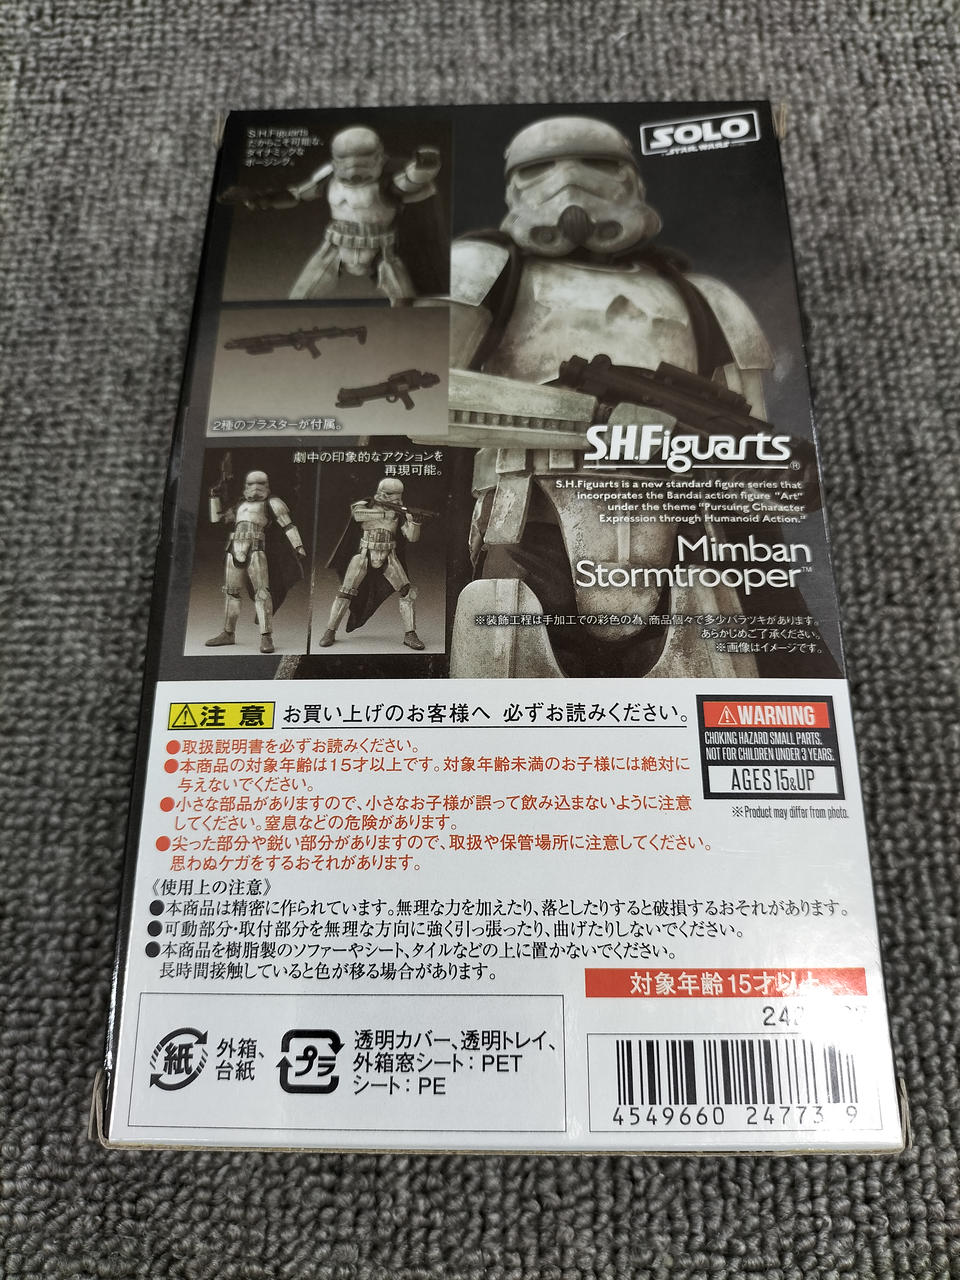 S.H.Figuarts
だからこそ可能な、
ダイナミックな
ポージング。
SOLO
STAR WARS
2種のブラスターが付属。
劇中の印象的なアクションを
再現可能。
S.H.Figuarts®
S.H.Figuarts is a new standard figure series that
incorporates the Bandai action figure "Art"
under the theme "Pursuing Character
Expression through Humanoid Action."
Mimban
Stormtrooper™
※装飾工程は手加工での彩色の為、商品個々で多少バラツキがあります。
あらかじめご了承ください。
※画像はイメージです。
⚠注意 お買い上げのお客様へ 必ずお読みください。
●取扱説明書を必ずお読みください。
●本商品の対象年齢は15才以上です。対象年齢未満のお子様には絶対に
与えないでください。
●小さな部品がありますので、小さなお子様が誤って飲み込まないように注意
してください。窒息などの危険があります。
●尖った部分や鋭い部分がありますので、取扱や保管場所に注意してください。
思わぬケガをするおそれがあります。
⚠WARNING
CHOKING HAZARD SMALL PARTS.
NOT FOR CHILDREN UNDER 3 YEARS.
AGES 15&UP
※Product may differ from photo.
《使用上の注意》
●本商品は精密に作られています。無理な力を加えたり、落としたりすると破損するおそれがあります。
●可動部分・取付部分を無理な方向に強く引っ張ったり、曲げたりしないでください。
●本商品を樹脂製のソファーやシート、タイルなどの上に置かないでください。
長時間接触していると色が移る場合があります。
対象年齢15才以上
紙
外箱、
台紙
プラ
透明カバー、透明トレイ、
外箱窓シート:PET
シート:PE
4549660 24773 9